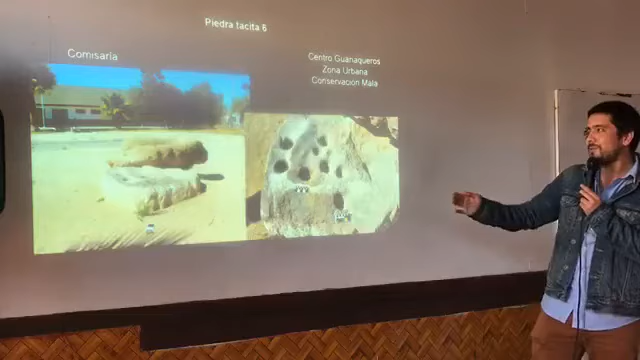 Piedra tacita 6
Comisaría
Centro Guanaqueros
Zona Urbana
Conservación Mala